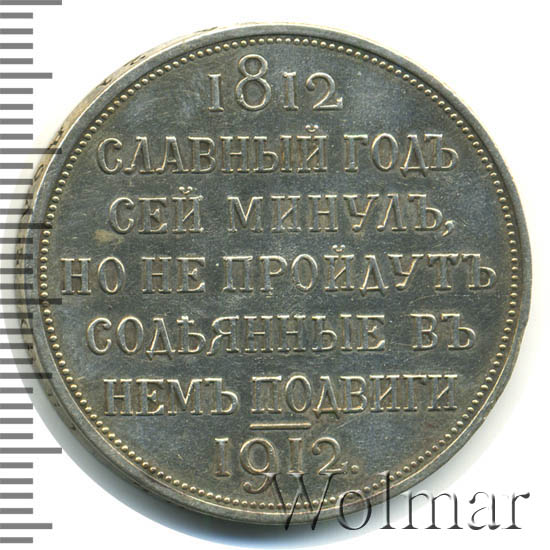 1812
СЛАВНЫЙ ГОДЪ
СЕЙ МИНУЛЪ,
НО НЕ ПРОЙДУТЪ
СОДѢЯННЫЕ ВЪ
НЕМЪ ПОДВИГИ
1912.
Wolmar